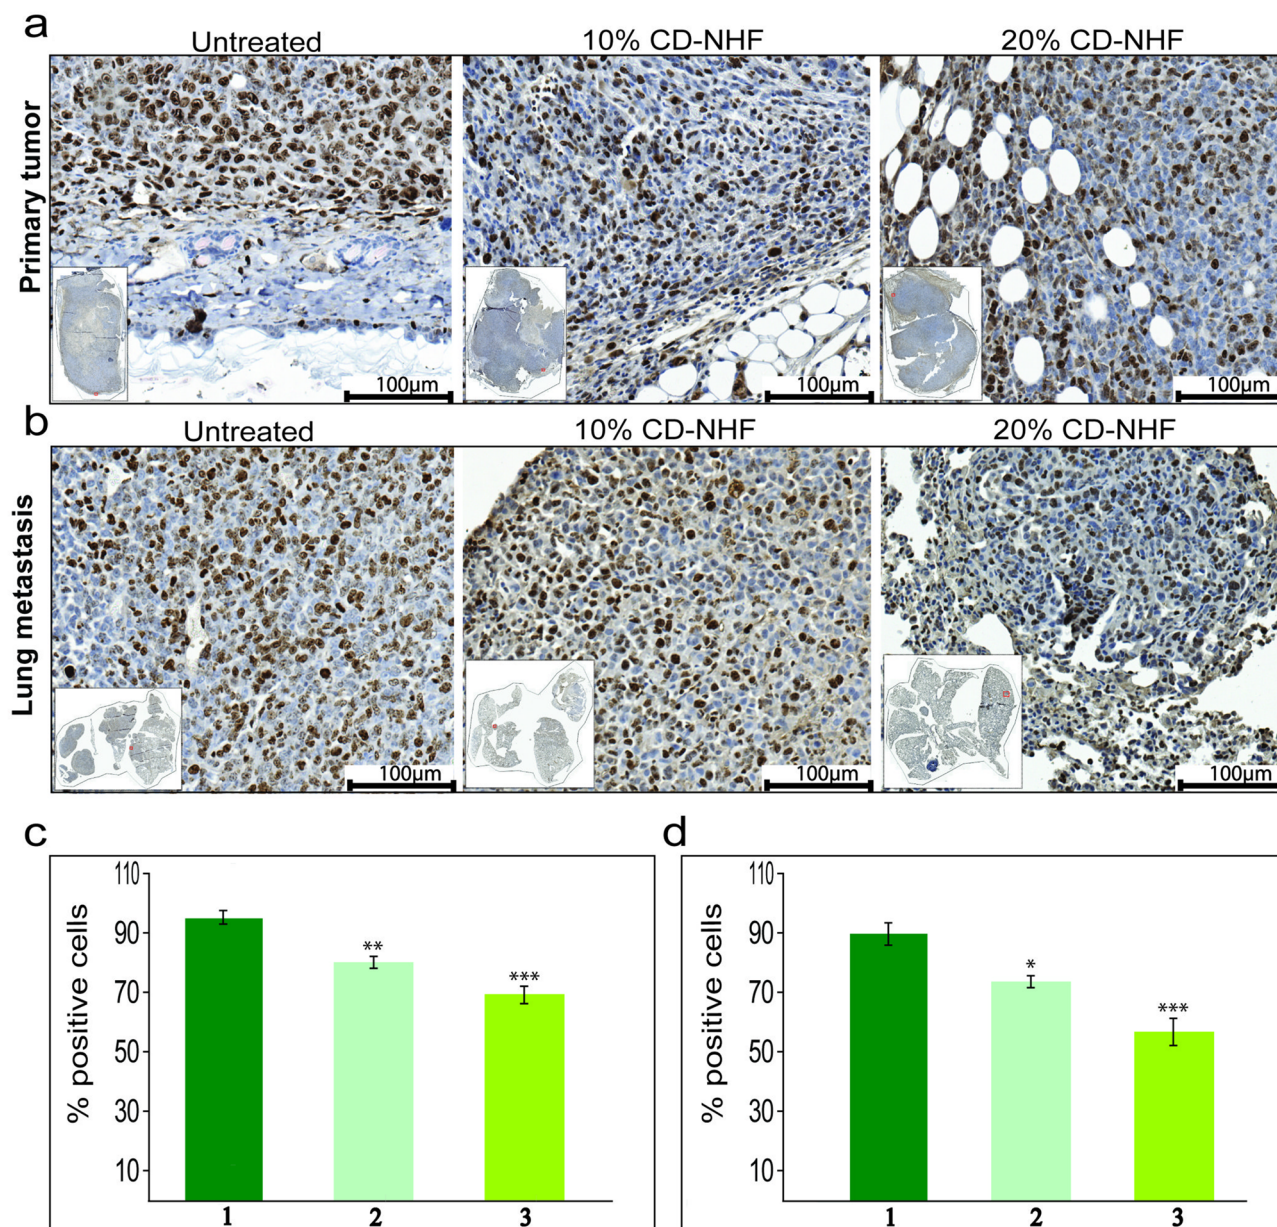 a
Untreated 10% CD-NHF 20% CD-NHF
Primary tumor
100µm 100µm 100µm
b
Untreated 10% CD-NHF 20% CD-NHF
Lung metastasis
100µm 100µm 100µm
c
110
90
70
50
30
10
% positive cells
**
***
1 2 3
d
110
90
70
50
30
10
% positive cells
*
***
1 2 3